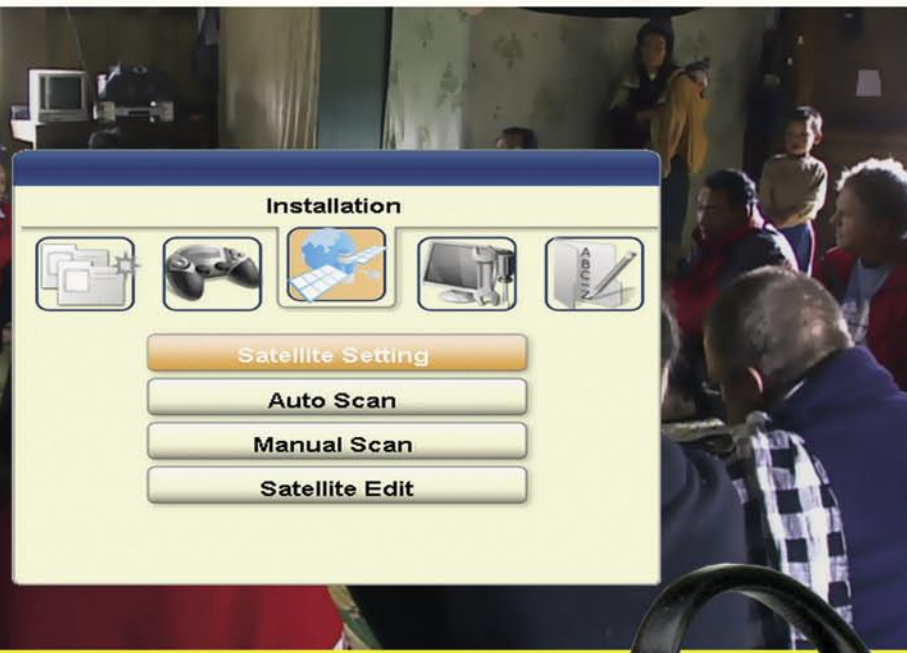 Installation
A
B
C
Z
Satellite Setting
Auto Scan
Manual Scan
Satellite Edit